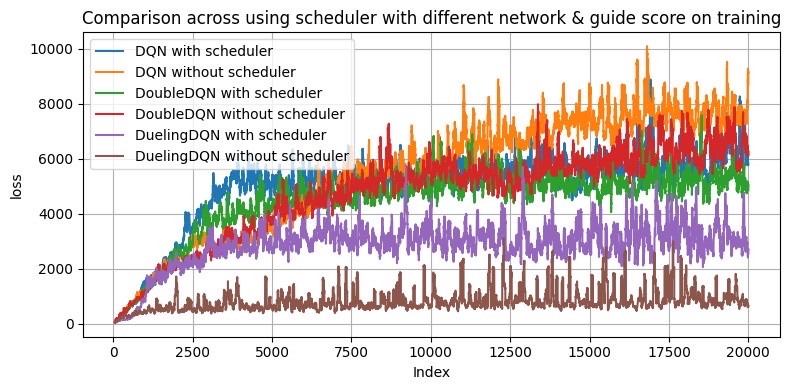 Comparison across using scheduler with different network & guide score on training
DQN with scheduler
DQN without scheduler
DoubleDQN with scheduler
DoubleDQN without scheduler
DuelingDQN with scheduler
DuelingDQN without scheduler
loss
10000
8000
6000
4000
2000
0
0 2500 5000 7500 10000 12500 15000 17500 20000
Index